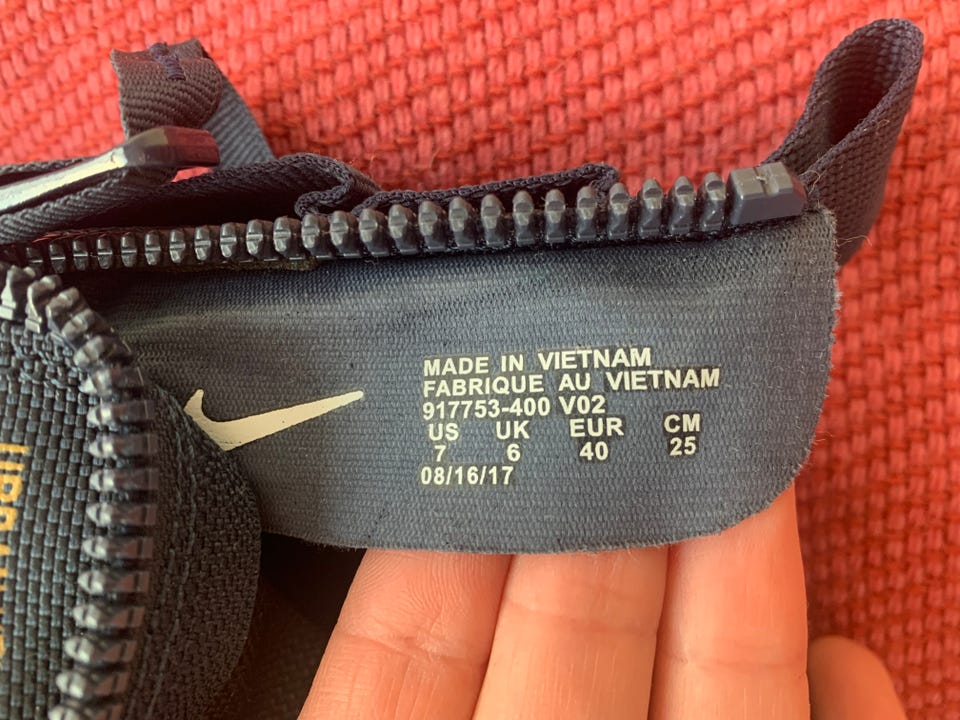 MADE IN VIETNAM
FABRIQUE AU VIETNAM
917753-400 V02
US UK EUR CM
7 6 40 25
08/16/17